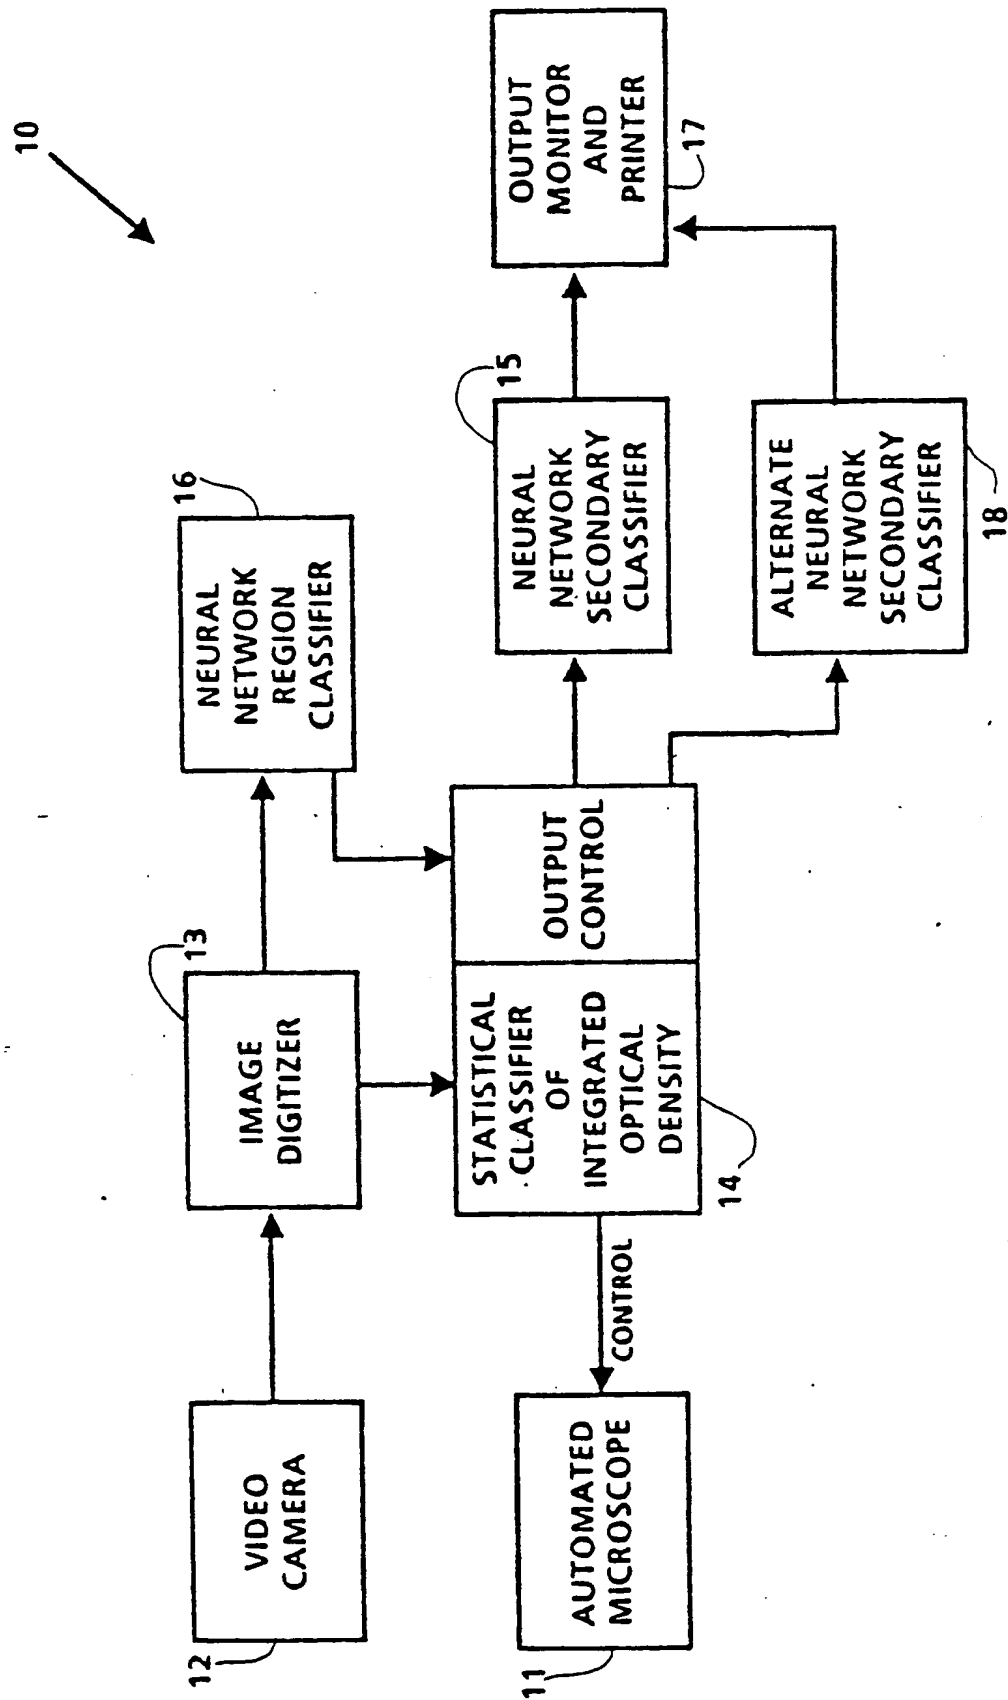 10
VIDEO
CAMERA
12
IMAGE
DIGITIZER
13
NEURAL
NETWORK
REGION
CLASSIFIER
16
AUTOMATED
MICROSCOPE
11
CONTROL
STATISTICAL
CLASSIFIER
OF
INTEGRATED
OPTICAL
DENSITY
14
OUTPUT
CONTROL
NEURAL
NETWORK
SECONDARY
CLASSIFIER
15
OUTPUT
MONITOR
AND
PRINTER
17
ALTERNATE
NEURAL
NETWORK
SECONDARY
CLASSIFIER
18